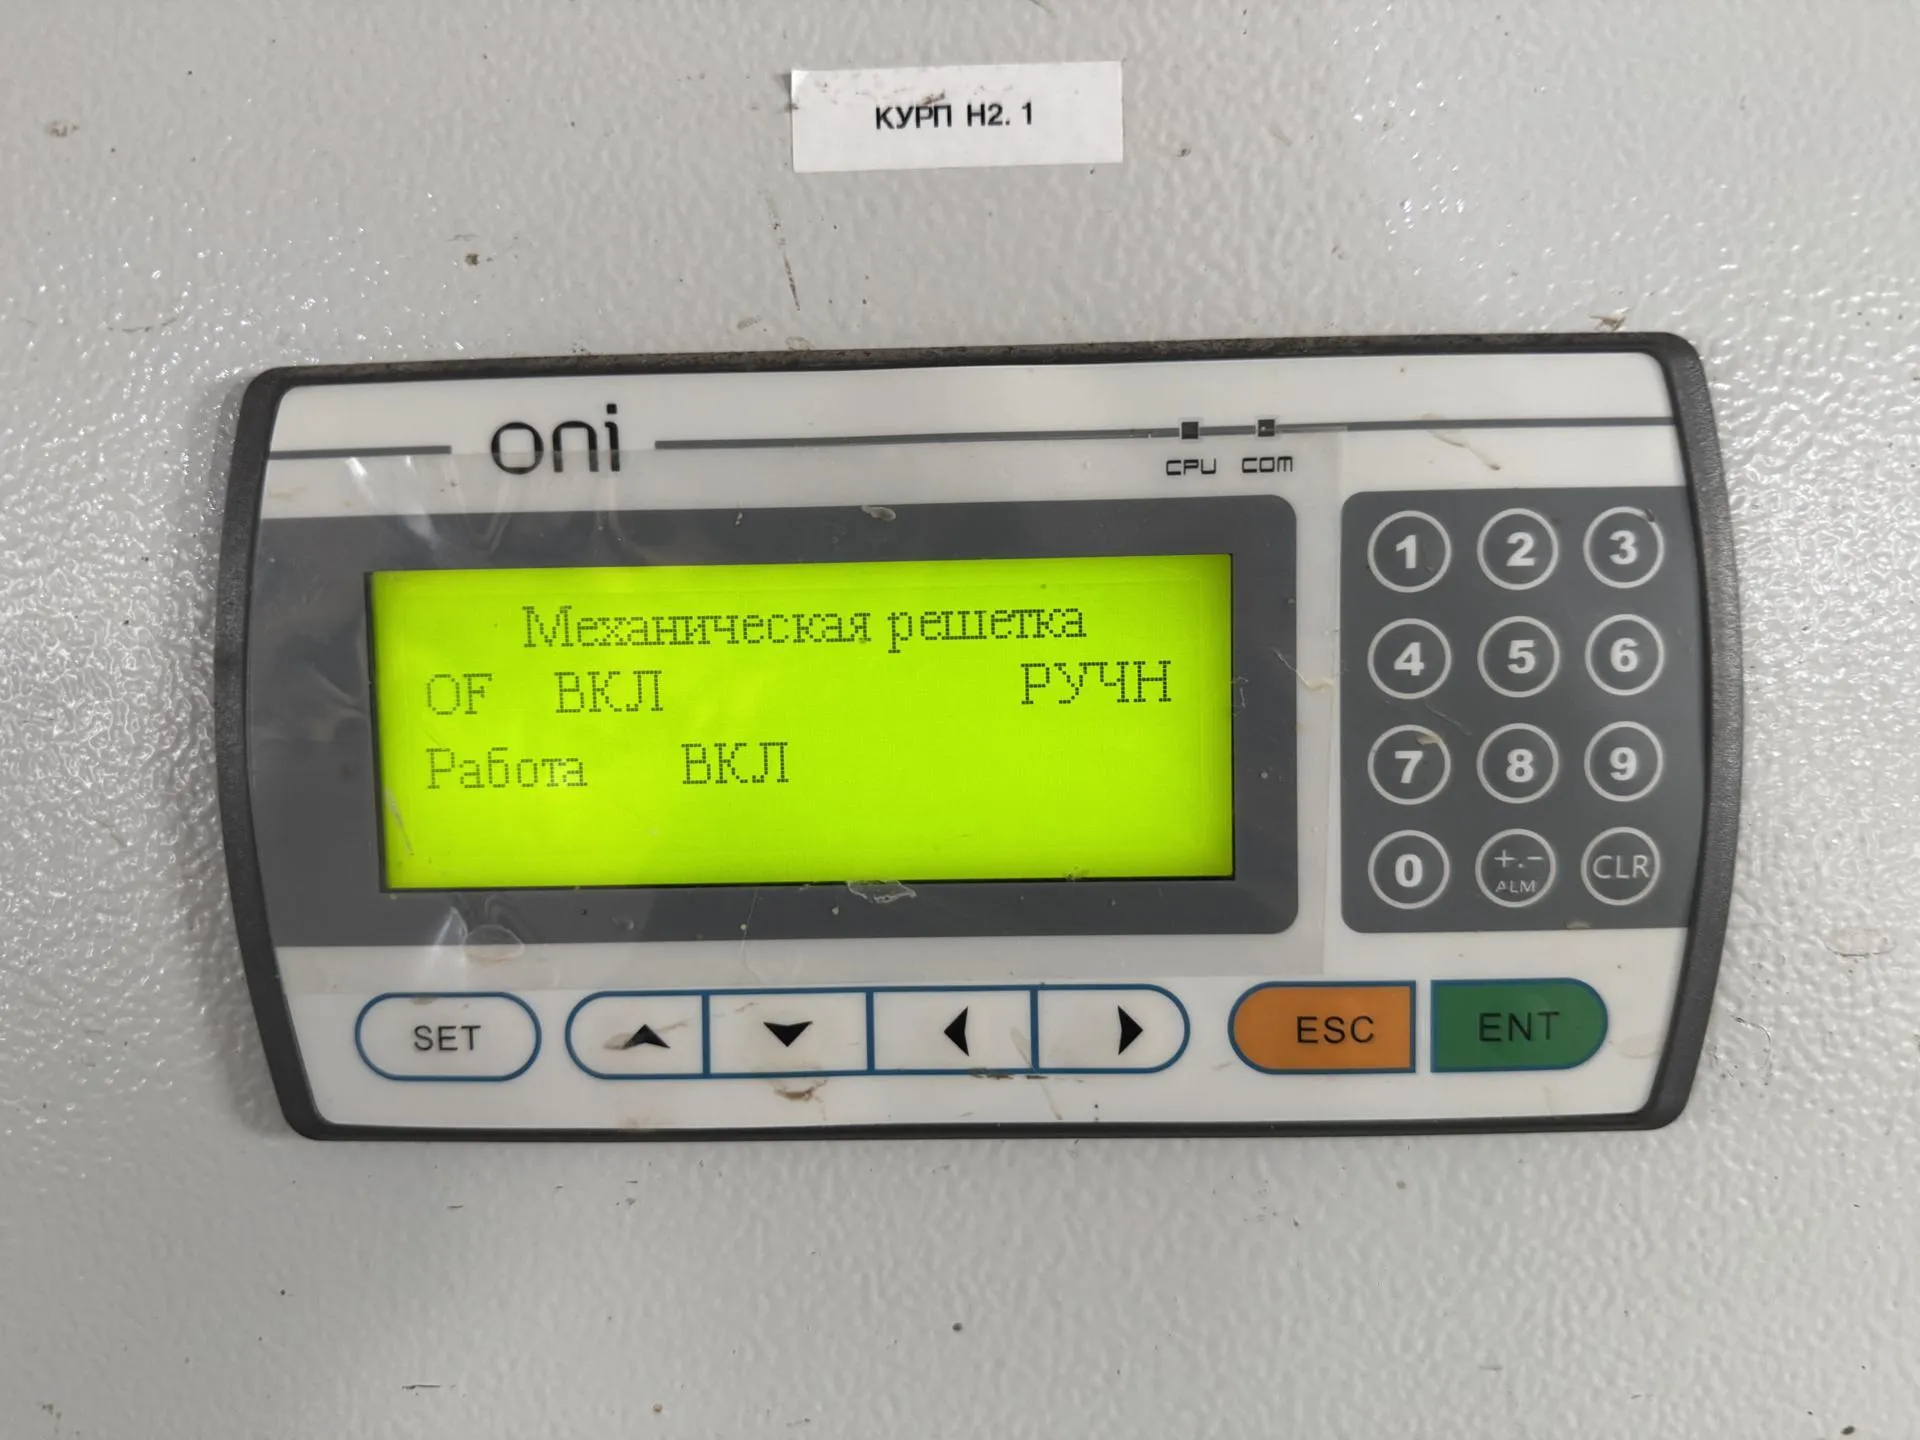 КУРП Н2.1
oni
CPU COM
Механическая решетка
OF ВКЛ РУЧН
Работа ВКЛ
1 2 3
4 5 6
7 8 9
0 +.- ALM CLR
SET ESC ENT